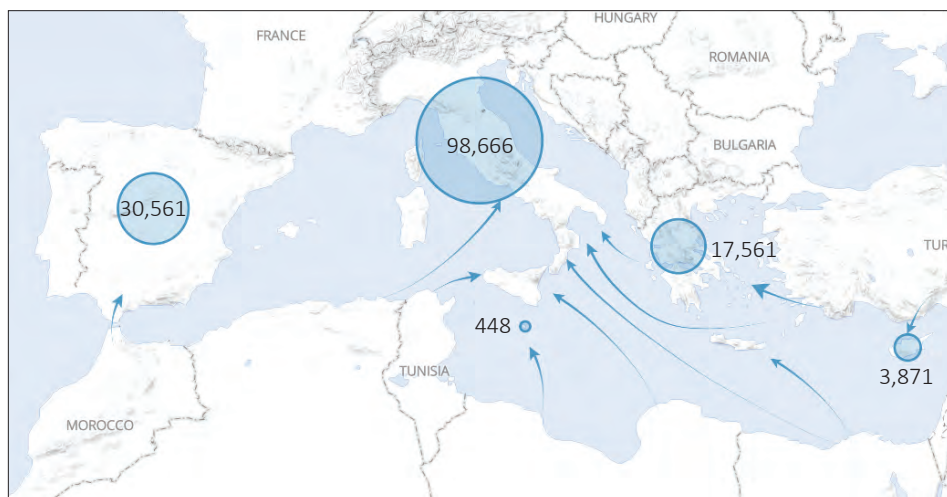 HUNGARY
FRANCE
ROMANIA
98,666
BULGARIA
30,561
17,561
TUR
448
TUNISIA
3,871
MOROCCO